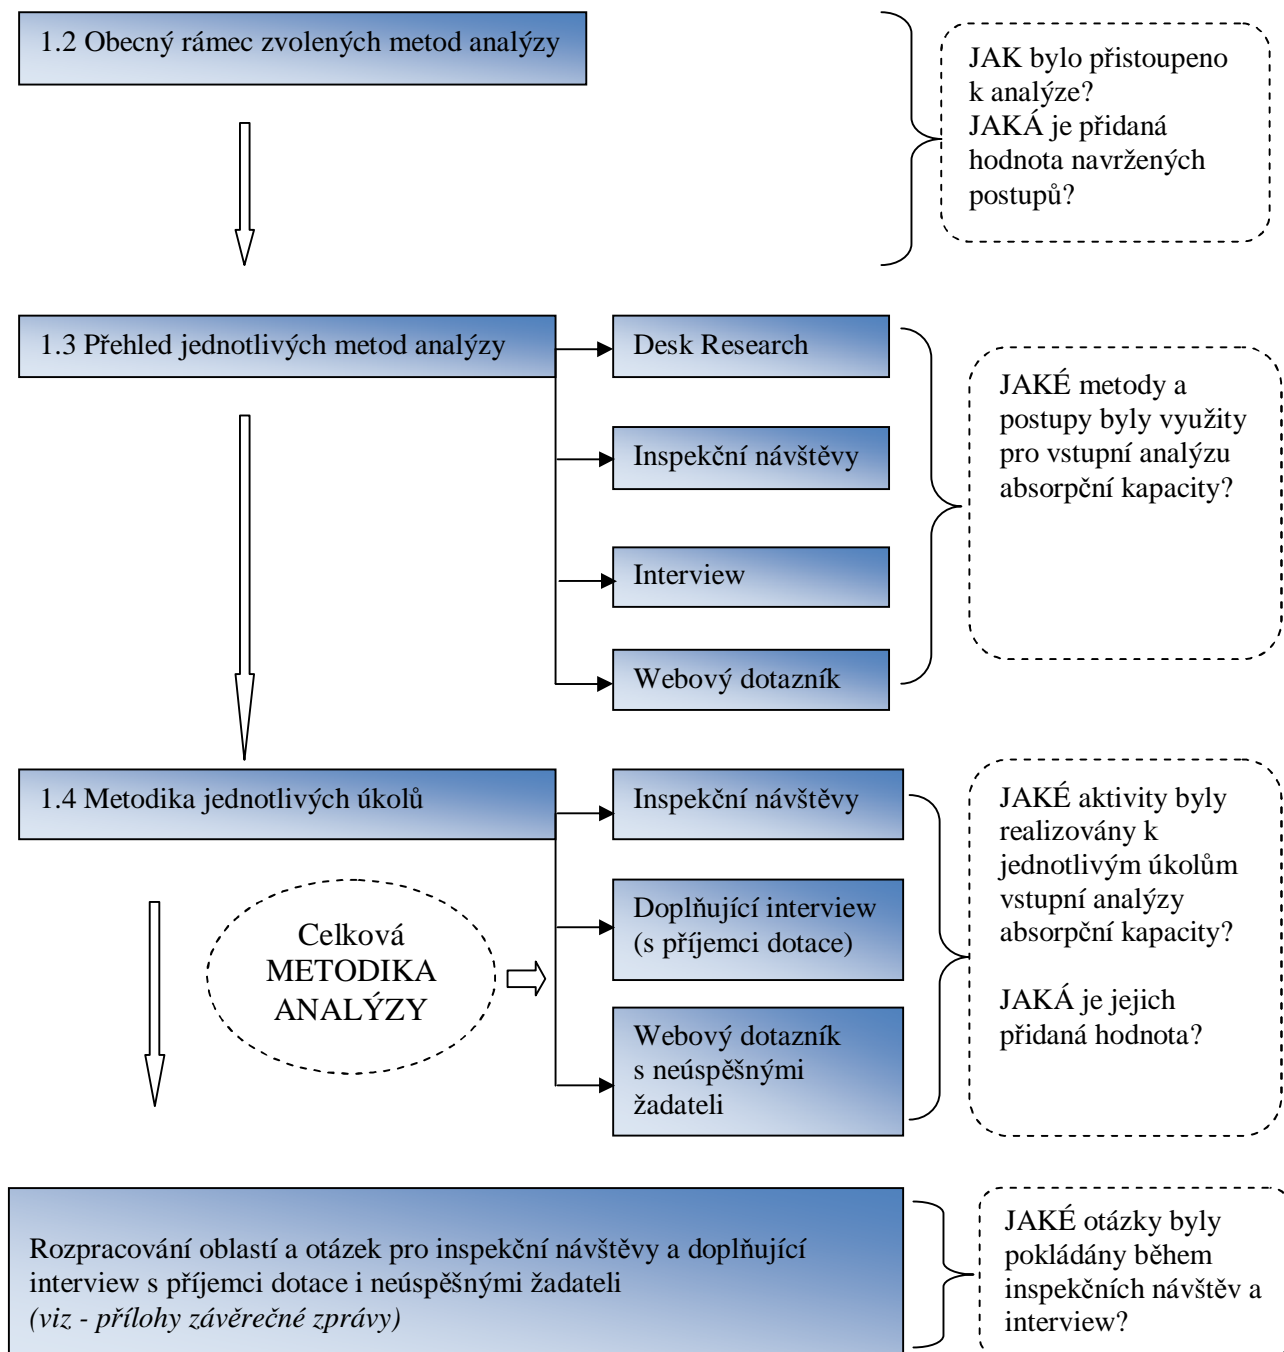 1.2 Obecný rámec zvolených metod analýzy
JAK bylo přistoupeno
k analýze?
JAKÁ je přidaná
hodnota navržených
postupů?
1.3 Přehled jednotlivých metod analýzy
Desk Research
Inspekční návštěvy
Interview
Webový dotazník
JAKÉ metody a
postupy byly využity
pro vstupní analýzu
absorpční kapacity?
1.4 Metodika jednotlivých úkolů
Inspekční návštěvy
Doplňující interview
(s příjemci dotace)
Webový dotazník
s neúspěšnými
žadateli
Celková
METODIKA
ANALÝZY
JAKÉ aktivity byly
realizovány k
jednotlivým úkolům
vstupní analýzy
absorpční kapacity?
JAKÁ je jejich
přidaná hodnota?
Rozpracování oblastí a otázek pro inspekční návštěvy a doplňující
interview s příjemci dotace i neúspěšnými žadateli
(viz - přílohy závěrečné zprávy)
JAKÉ otázky byly
pokládány během
inspekčních návštěv a
interview?